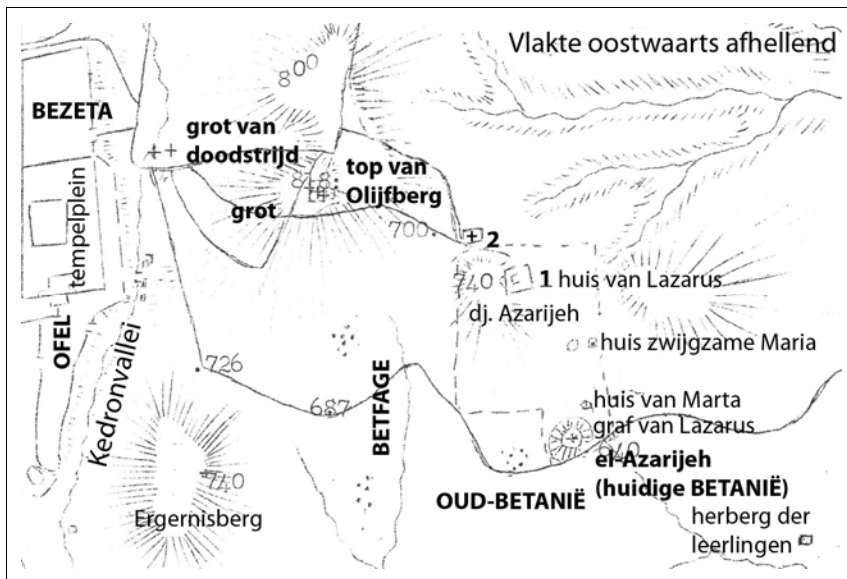 Vlakte oostwaarts afhellend
800
BEZETA
grot van
doodstrijd
top van
Olijfberg
848
grot
tempelplein
700
2
740
E
1 huis van Lazarus
dj. Azarijeh
OFEL
Kedronvallei
huis zwijgzame Maria
726
BETFAGE
687
huis van Marta
graf van Lazarus
640
el-Azarijeh
(huidige BETANIË)
740
OUD-BETANIË
Ergernisberg
herberg der
leerlingen